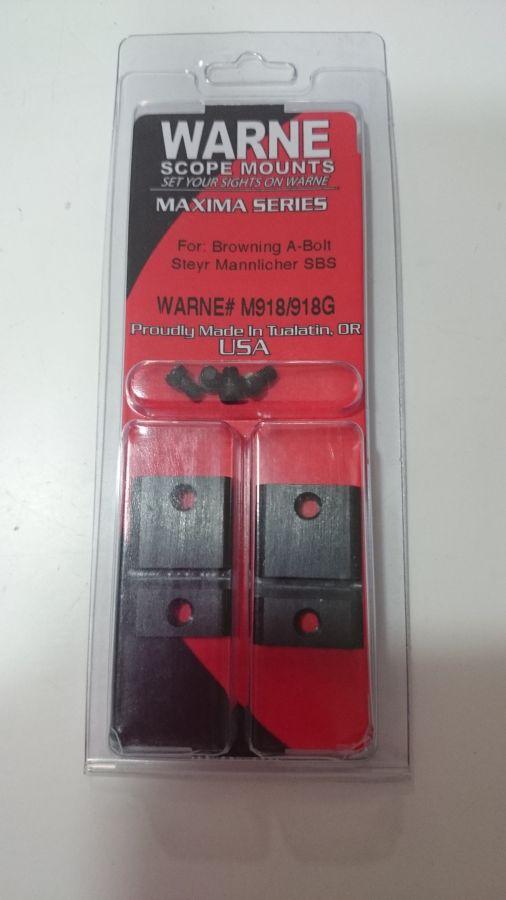 WARNE
SCOPE MOUNTS
SET YOUR SIGHTS ON WARNE
MAXIMA SERIES
For: Browning A-Bolt
Steyr Mannlicher SBS
WARNE# M918/918G
Proudly Made In Tualatin, OR
USA